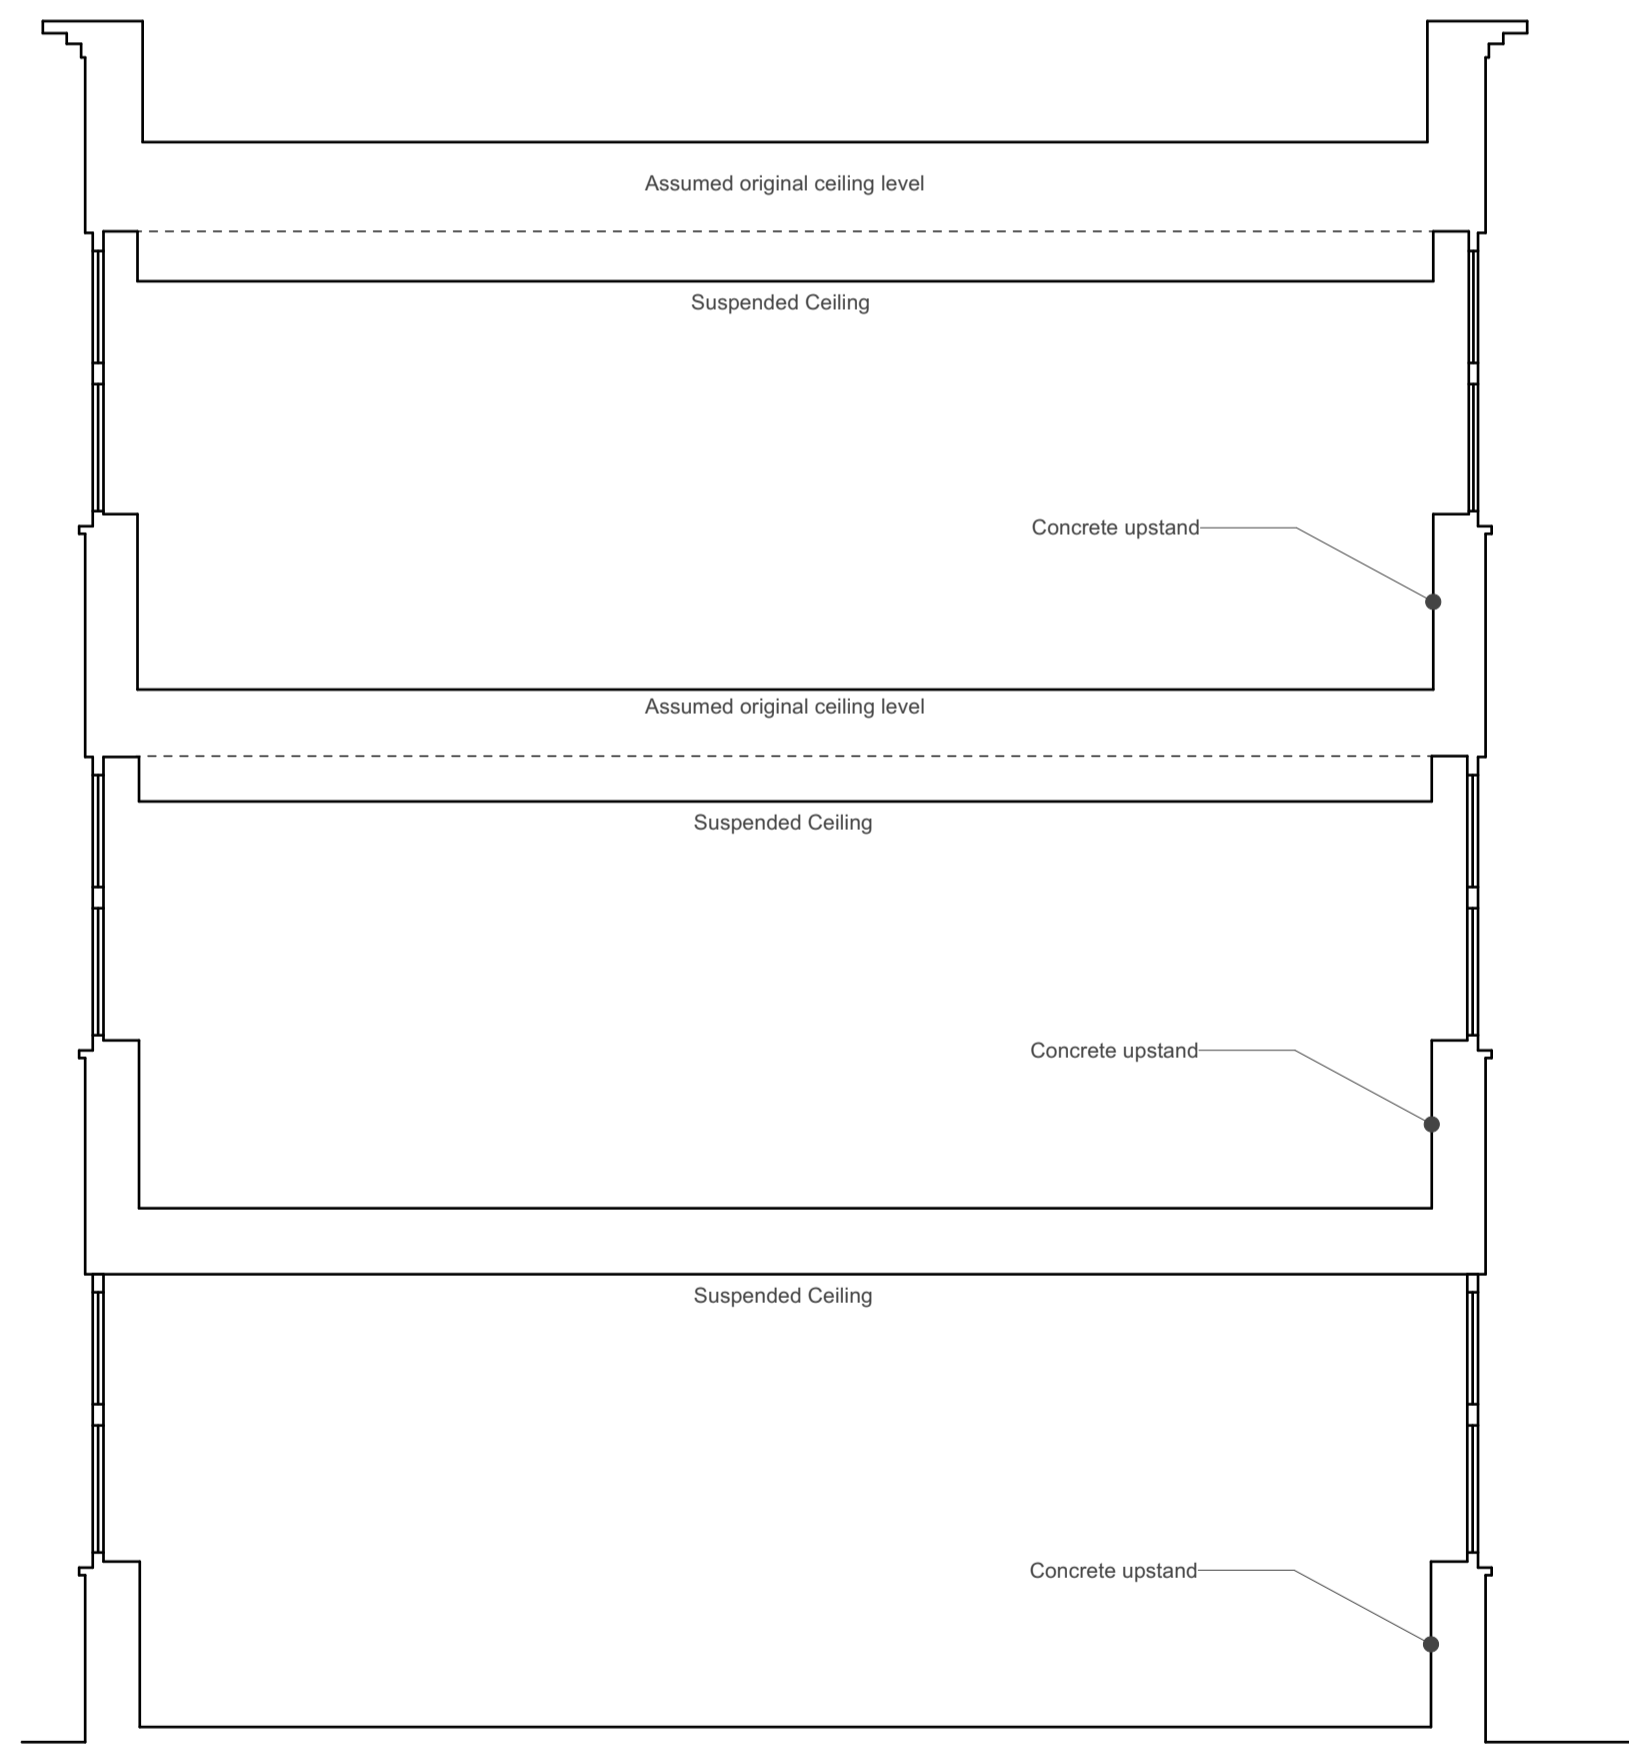 Assumed original ceiling level
Suspended Ceiling
Concrete upstand
Assumed original ceiling level
Suspended Ceiling
Concrete upstand
Suspended Ceiling
Concrete upstand